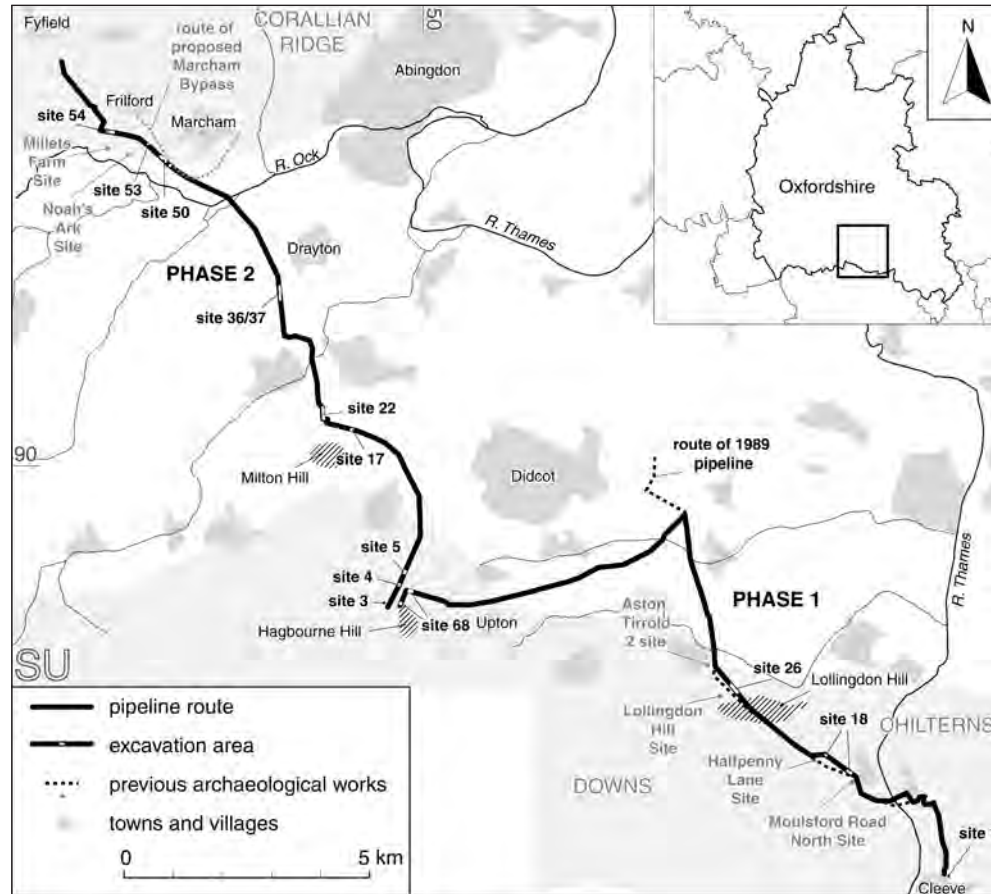 Fyfield
CORALLIAN
RIDGE
50
route of
proposed
Marcham
Bypass
Abingdon
Frilford
site 54
Marcham
R. Ock
Millets
Farm
Site
site 53
Noah's
Ark
Site
site 50
Drayton
R. Thames
PHASE 2
site 36/37
N
Oxfordshire
site 22
site 17
90
Milton Hill
route of 1989
pipeline
Didcot
R. Thames
site 5
site 4
site 3
site 68
Upton
Hagbourne Hill
PHASE 1
Aston
Tirrold
2 site
site 26
Lollingdon Hill
Lollingdon
Hill
Site
site 18
CHILTERNS
Halfpenny
Lane
Site
DOWNS
Moulsford Road
North Site
site
Cleeve
SU
pipeline route
excavation area
previous archaeological works
towns and villages
0
5 km